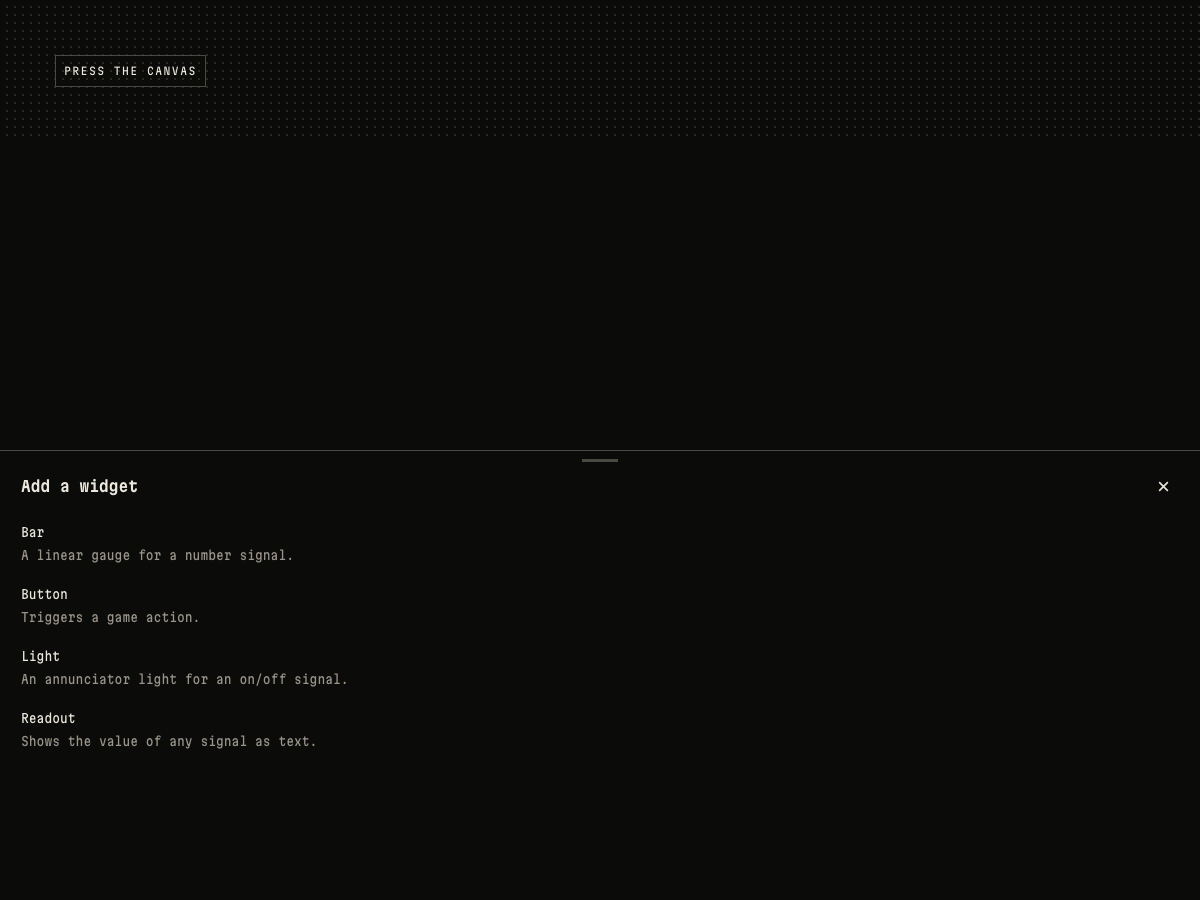 PRESS THE CANVAS
Add a widget
Bar
A linear gauge for a number signal.
Button
Triggers a game action.
Light
An annunciator light for an on/off signal.
Readout
Shows the value of any signal as text.